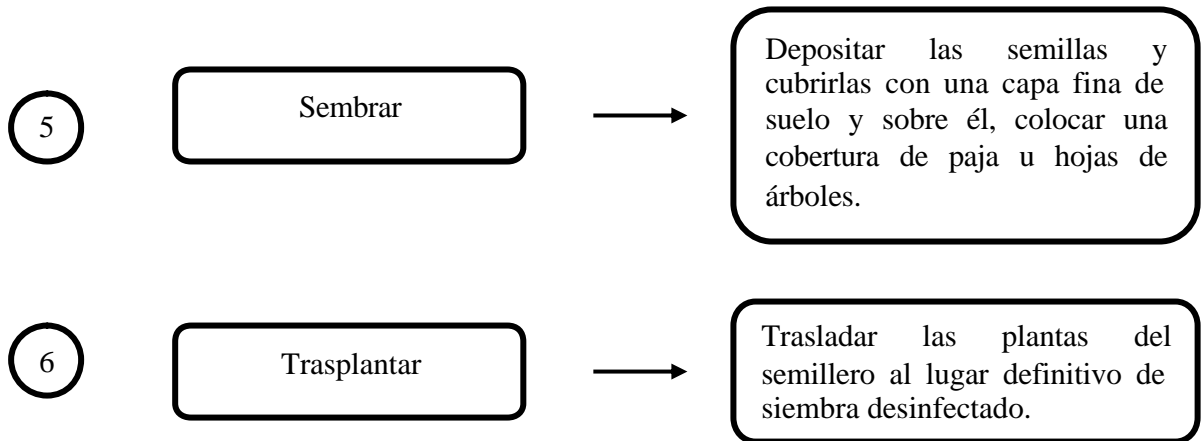 5
Sembrar
Depositar las semillas y
cubrirlas con una capa fina de
suelo y sobre él, colocar una
cobertura de paja u hojas de
árboles.
6
Trasplantar
Trasladar las plantas del
semillero al lugar definitivo de
siembra desinfectado.